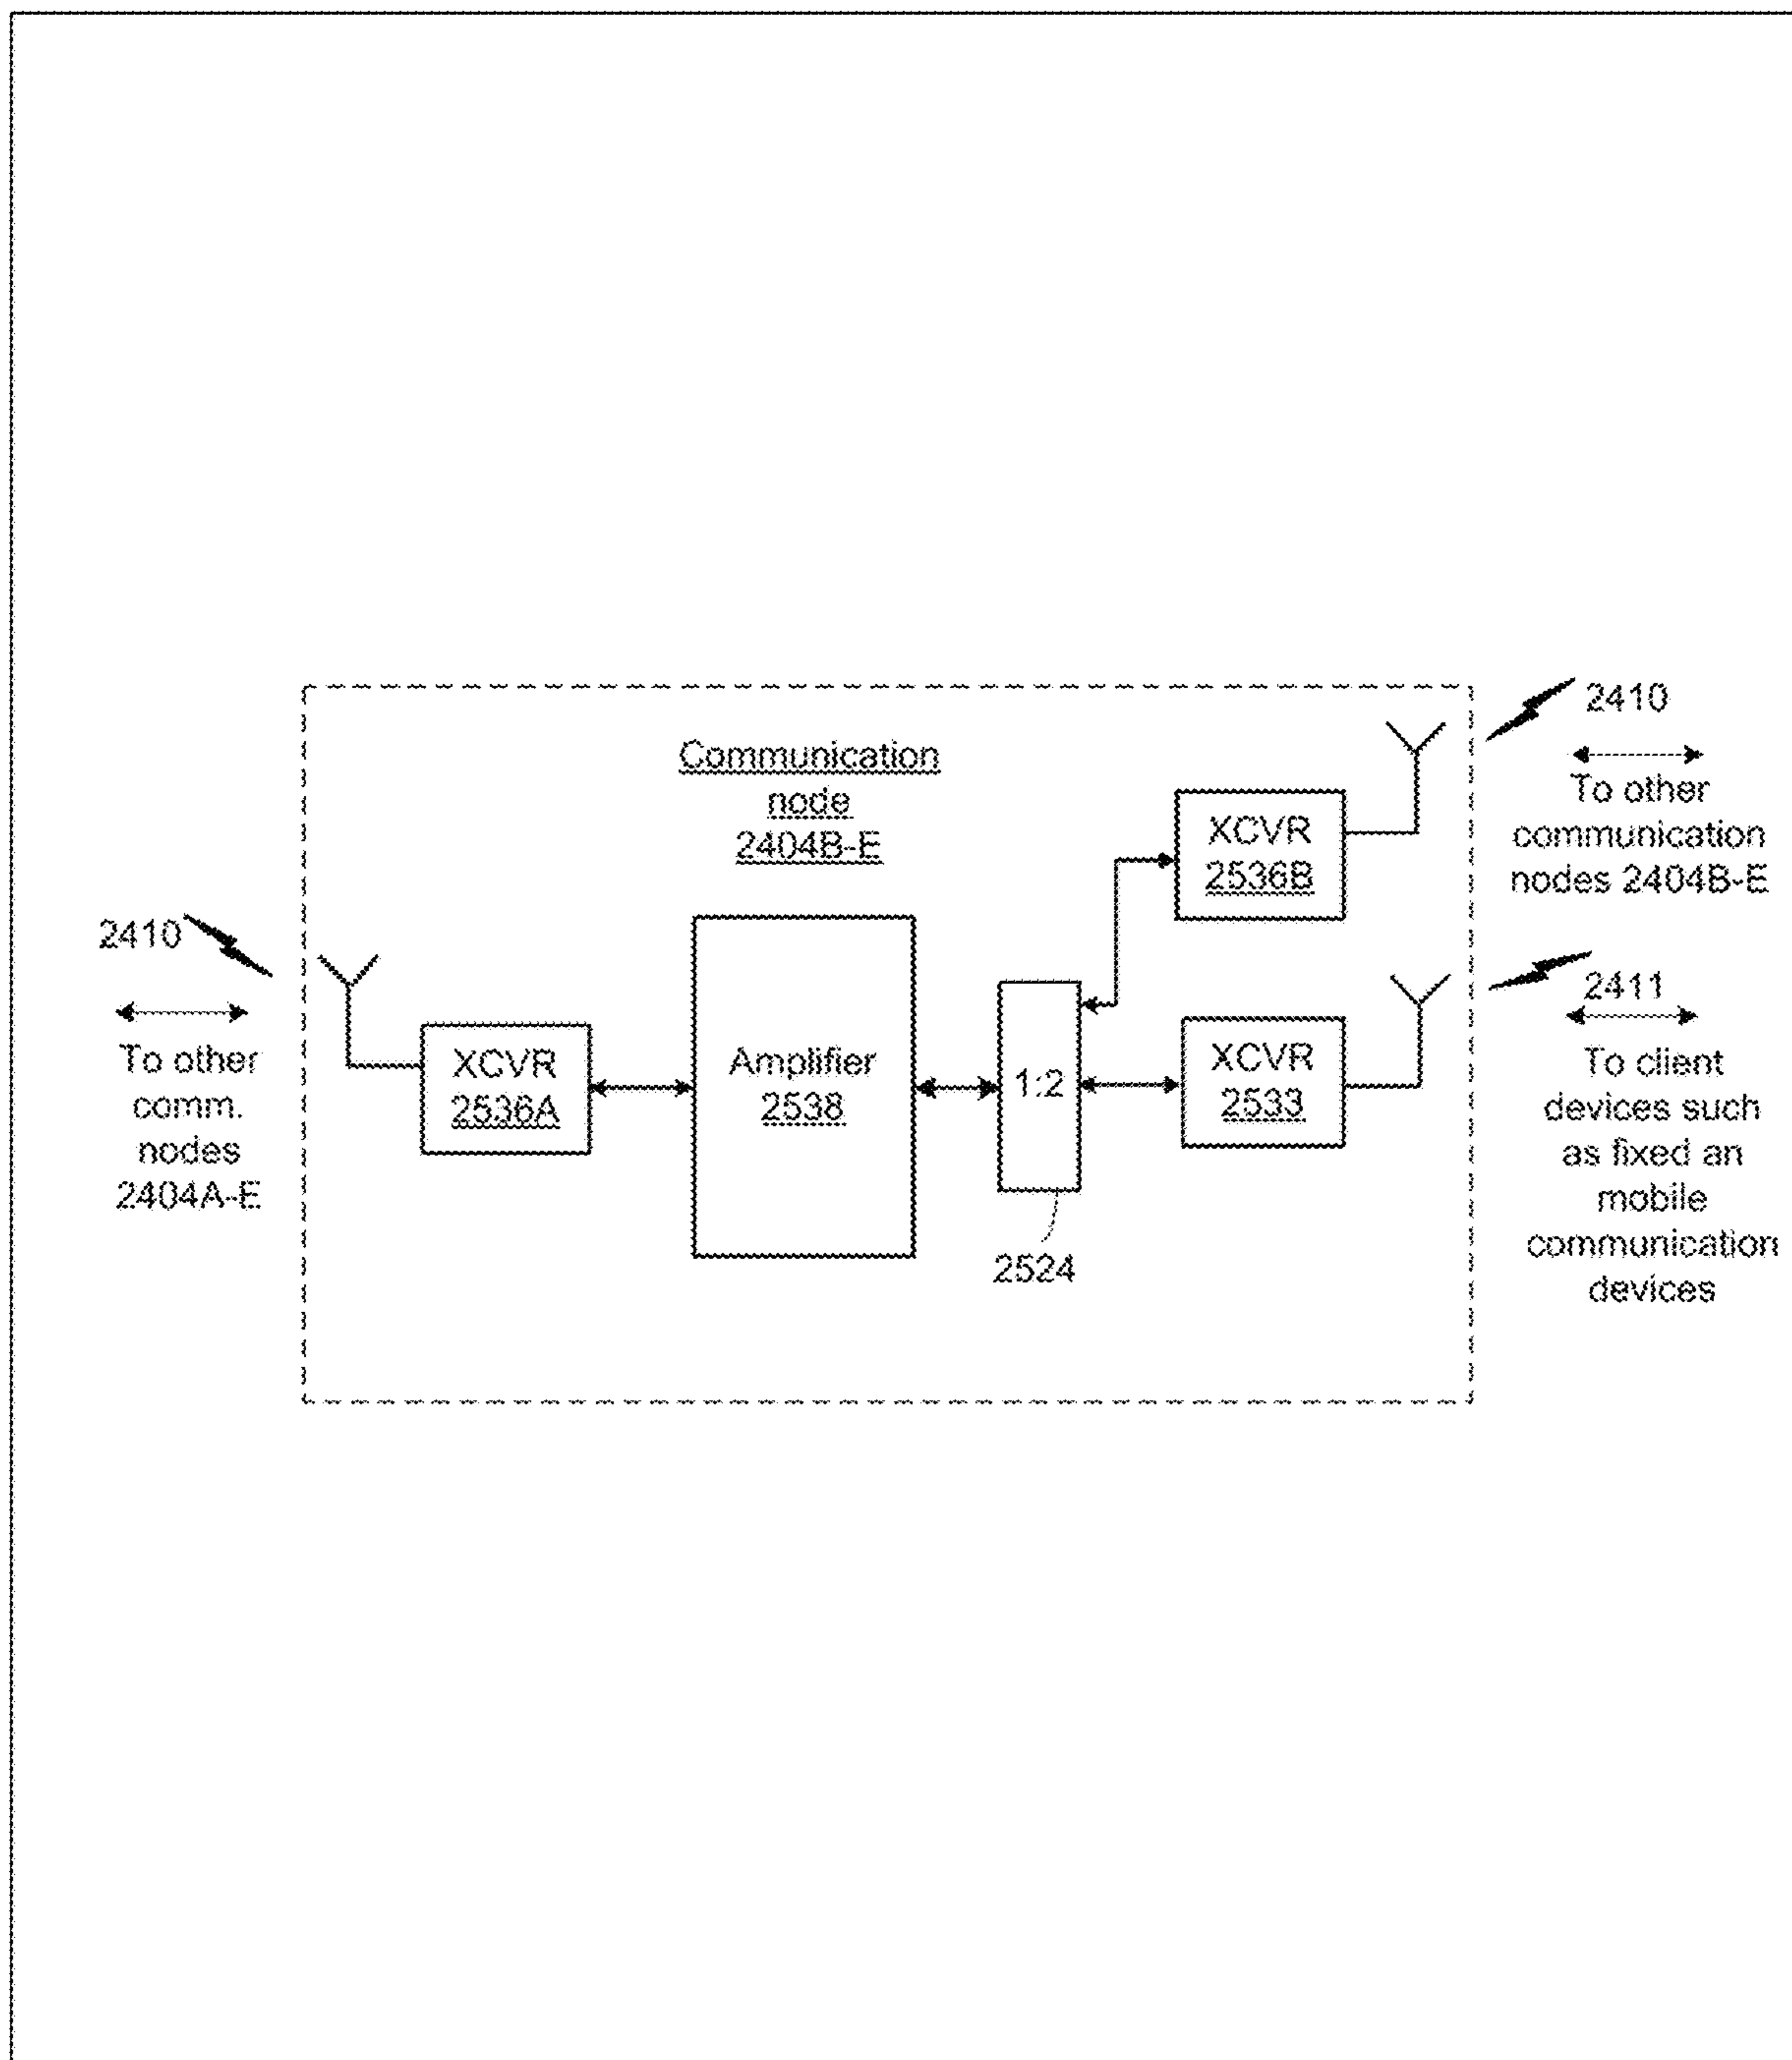 Communication
node
2404B-E
2410
To other
comm.
nodes
2404A-E
XCVR
2536A
Amplifier
2538
1:2
2524
XCVR
2536B
XCVR
2533
2410
To other
communication
nodes 2404B-E
2411
To client
devices such
as fixed an
mobile
communication
devices